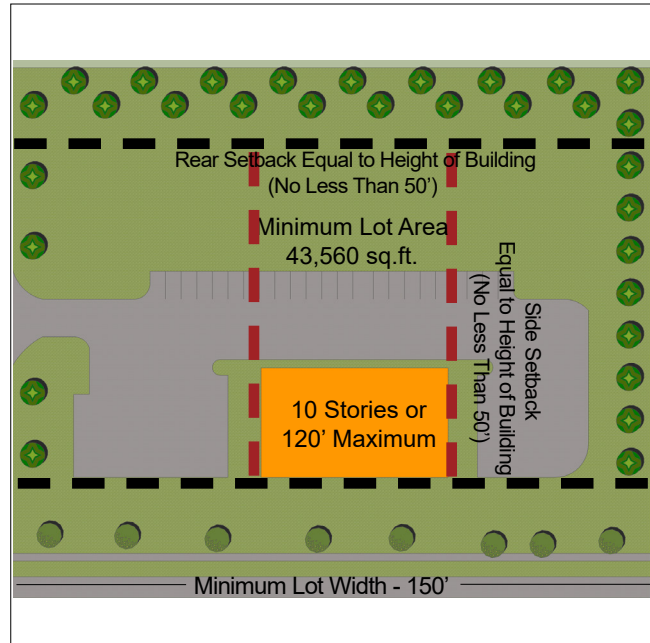 Rear Setback Equal to Height of Building
(No Less Than 50')
Minimum Lot Area
43,560 sq.ft.
Side Setback
Equal to Height of Building
(No Less Than 50')
10 Stories or
120' Maximum
Minimum Lot Width - 150'